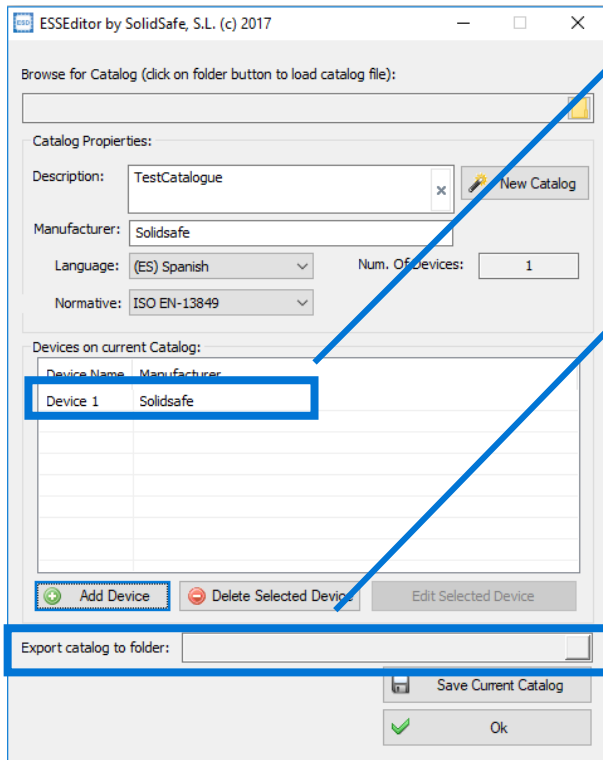 ESD ESSEditor by SolidSafe, S.L. (c) 2017
Browse for Catalog (click on folder button to load catalog file):
Catalog Propierties:
Description: TestCatalogue
New Catalog
Manufacturer: Solidsafe
Language: (ES) Spanish Num. Of Devices: 1
Normative: ISO EN-13849
Devices on current Catalog:
Device Name Manufacturer
Device 1 Solidsafe
Add Device Delete Selected Device Edit Selected Device
Export catalog to folder:
Save Current Catalog
Ok